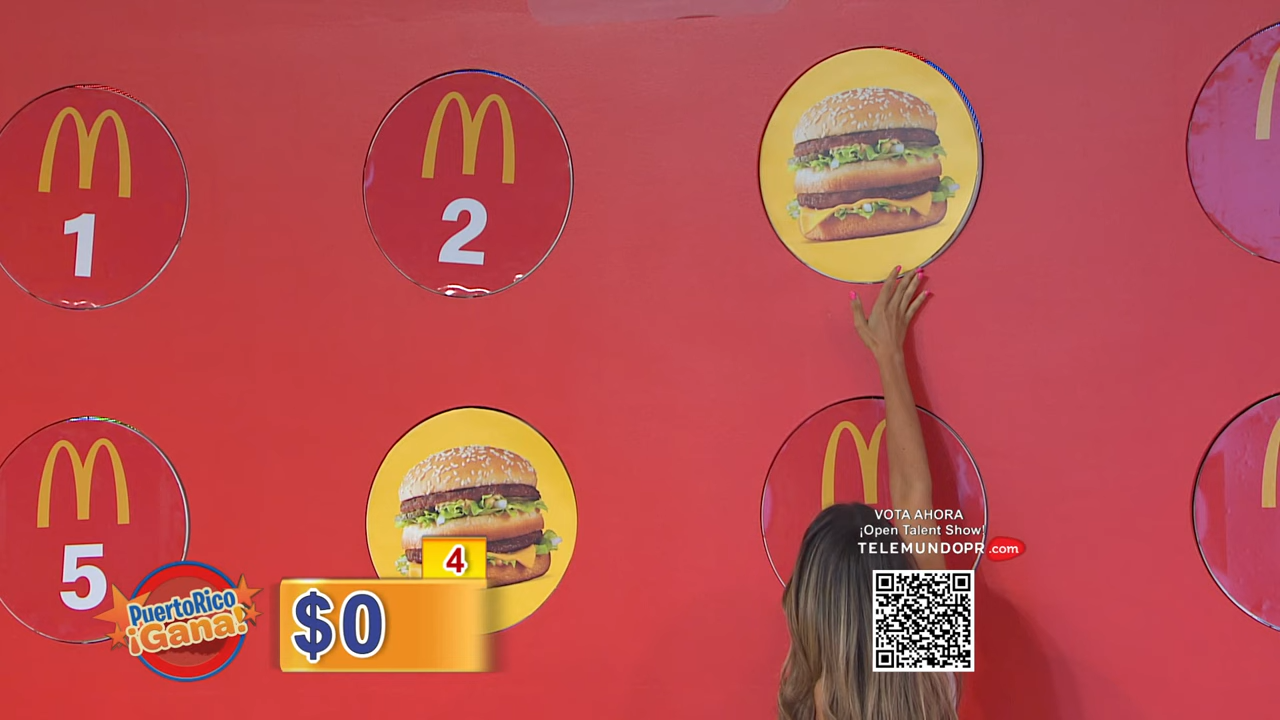 1
2
5
4
PuertoRico
¡Gana!
$0
VOTA AHORA
¡Open Talent Show!
TELEMUNDOPR.com